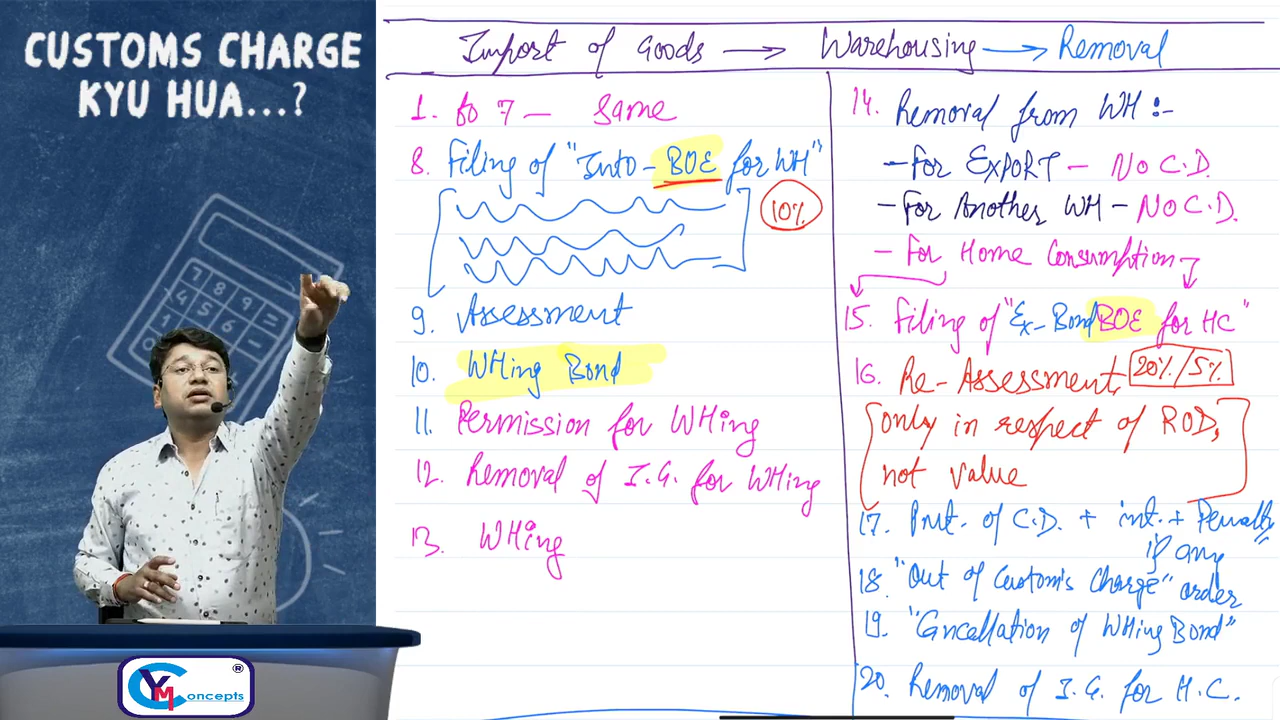 CUSTOMS CHARGE
KYU HUA...?
YM Concepts ®
Import of Goods → Warehousing → Removal
1. to 7 — Same
8. Filing of "Into-BOE for WH"
10%
9. Assessment
10. WHing Bond
11. Permission for WHing
12. Removal of I.G. for WHing
13. WHing
14. Removal from WH :-
- For EXPORT - NO C.D.
- For Another WH - NO C.D.
- For Home Consumption
15. Filing of "Ex-Bond BOE for HC"
16. Re-Assessment, 20%/5%
only in respect of ROD,
not value
17. Pmt. of C.D. + int. + Penalty
if any
18. "Out of Custom's Charge" order
19. "Cancellation of WHing Bond"
20. Removal of I.G. for H.C.